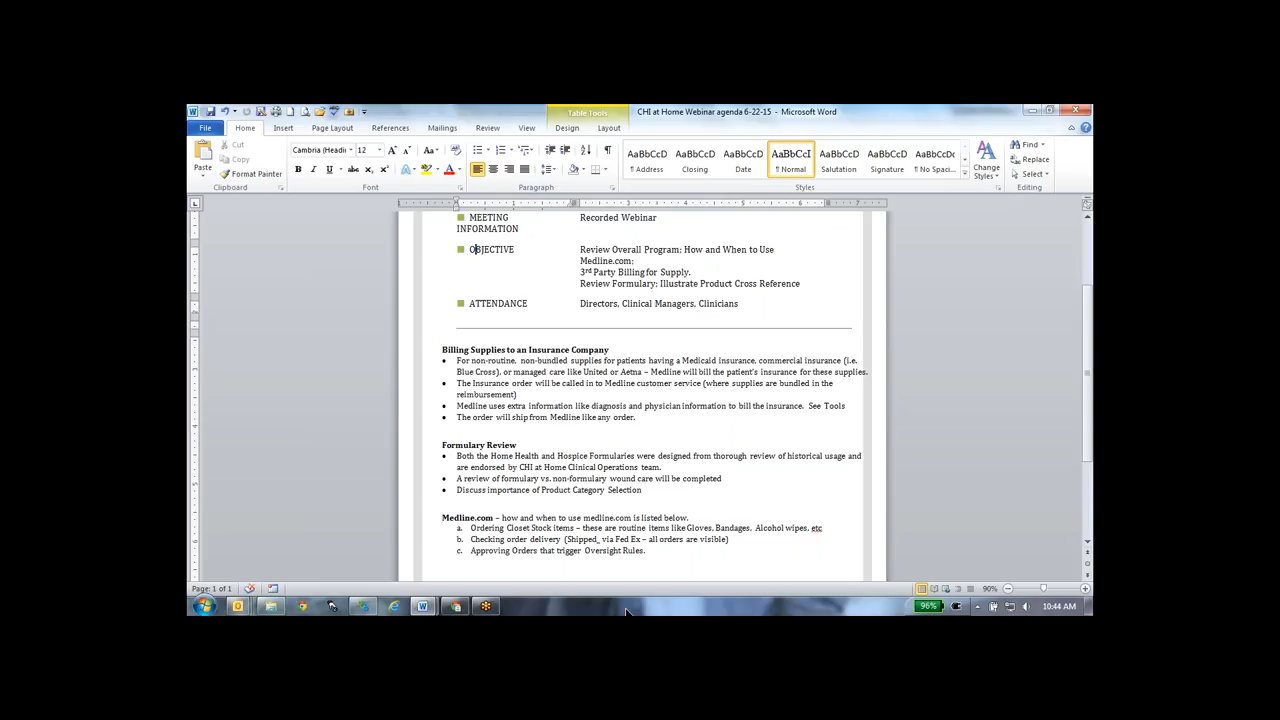 Table Tools
CHI at Home Webinar agenda 6-22-15 - Microsoft Word
File Home Insert Page Layout References Mailings Review View Design Layout
Paste
Cut
Copy
Format Painter
Clipboard
Cambria (Headi 12
Font
Paragraph
AaBbCcD AaBbCcD AaBbCcD AaBbCcI AaBbCcD AaBbCcD AaBbCcDc
¶ Address Closing Date ¶ Normal Salutation Signature ¶ No Spaci...
Change Styles
Styles
Find
Replace
Select
Editing
MEETING INFORMATION
Recorded Webinar
OBJECTIVE
Review Overall Program; How and When to Use
Medline.com;
3rd Party Billing for Supply.
Review Formulary; Illustrate Product Cross Reference
ATTENDANCE
Directors, Clinical Managers, Clinicians
Billing Supplies to an Insurance Company
• For non-routine, non-bundled supplies for patients having a Medicaid insurance, commercial insurance (i.e.
Blue Cross), or managed care like United or Aetna – Medline will bill the patient's insurance for these supplies.
• The Insurance order will be called in to Medline customer service (where supplies are bundled in the
reimbursement)
• Medline uses extra information like diagnosis and physician information to bill the insurance. See Tools
• The order will ship from Medline like any order.
Formulary Review
• Both the Home Health and Hospice Formularies were designed from thorough review of historical usage and
are endorsed by CHI at Home Clinical Operations team.
• A review of formulary vs. non-formulary wound care will be completed
• Discuss importance of Product Category Selection
Medline.com – how and when to use medline.com is listed below.
a. Ordering Closet Stock items – these are routine items like Gloves, Bandages, Alcohol wipes, etc
b. Checking order delivery (Shipped_ via Fed Ex – all orders are visible)
c. Approving Orders that trigger Oversight Rules.
Page: 1 of 1
90%
96%
10:44 AM